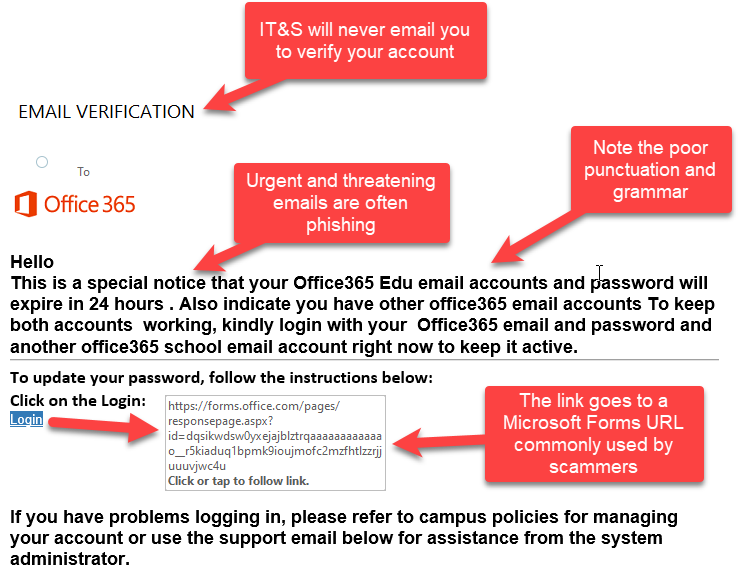 IT&S will never email you
to verify your account
EMAIL VERIFICATION
To
Office 365
Urgent and threatening
emails are often
phishing
Note the poor
punctuation and
grammar
Hello
This is a special notice that your Office365 Edu email accounts and password will
expire in 24 hours . Also indicate you have other office365 email accounts To keep
both accounts  working, kindly login with your  Office365 email and password and
another office365 school email account right now to keep it active.
To update your password, follow the instructions below:
Click on the Login:
Login
https://forms.office.com/pages/
responsepage.aspx?
id=dqsikwdsw0yxejajblztrqaaaaaaaaaaaa
o__r5kiaduq1bpmk9ioujmofc2mzfhtlzzrjj
uuuvjwc4u
Click or tap to follow link.
The link goes to a
Microsoft Forms URL
commonly used by
scammers
If you have problems logging in, please refer to campus policies for managing
your account or use the support email below for assistance from the system
administrator.